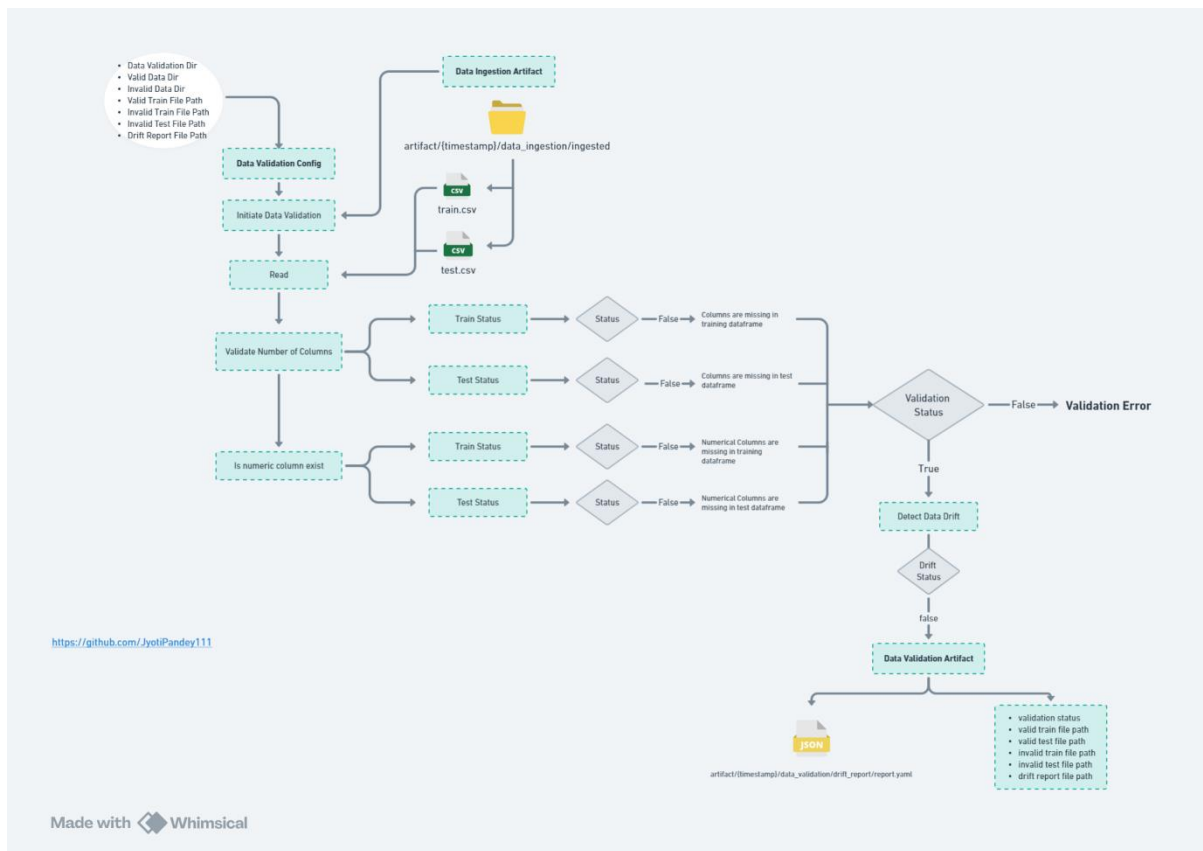 • Data Validation Dir
• Valid Data Dir
• Invalid Data Dir
• Valid Train File Path
• Invalid Train File Path
• Invalid Test File Path
• Drift Report File Path
Data Ingestion Artifact
artifact/{timestamp}/data_ingestion/ingested
Data Validation Config
CSV
train.csv
Initiate Data Validation
CSV
test.csv
Read
Validate Number of Columns
Train Status
Status
False
Columns are missing in
training dataframe
Test Status
Status
False
Columns are missing in test
dataframe
Is numeric column exist
Train Status
Status
False
Numerical Columns are
missing in training
dataframe
Test Status
Status
False
Numerical Columns are
missing in test dataframe
Validation
Status
False
Validation Error
True
Detect Data Drift
Drift
Status
false
Data Validation Artifact
JSON
artifact/{timestamp}/data_validation/drift_report/report.yaml
• validation status
• valid train file path
• valid test file path
• invalid train file path
• invalid test file path
• drift report file path
https://github.com/JyotiPandey111
Made with Whimsical